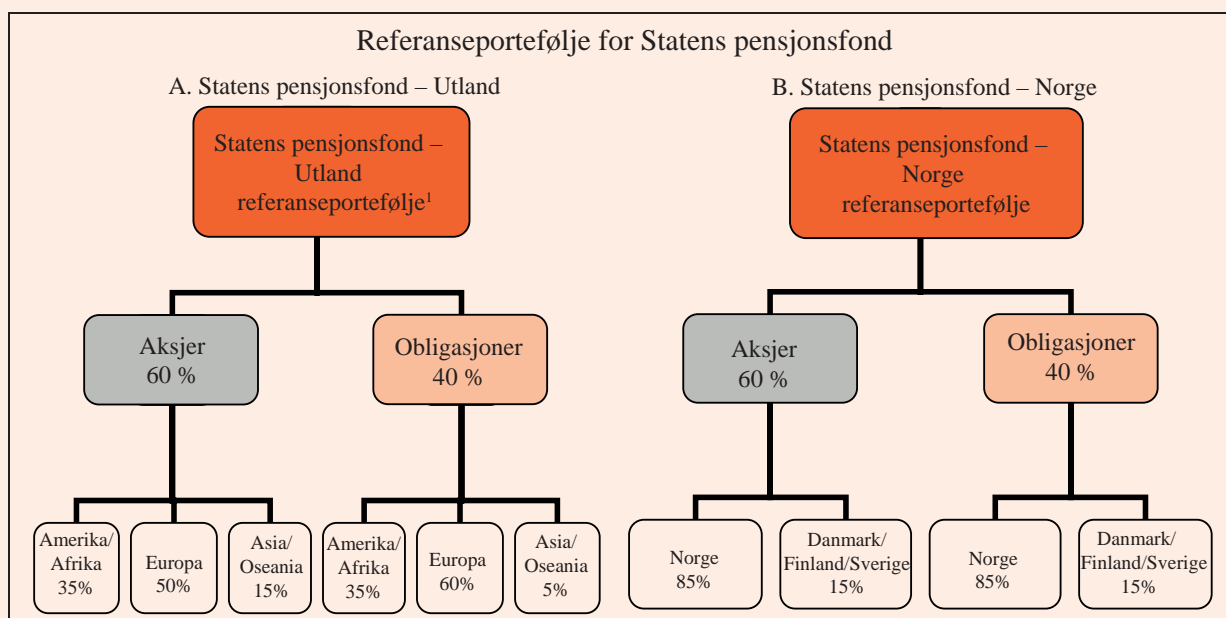 Referanseportefølje for Statens pensjonsfond
A. Statens pensjonsfond – Utland
Statens pensjonsfond –
Utland
referanseportefølje¹
Aksjer
60 %
Obligasjoner
40 %
Amerika/
Afrika
35%
Europa
50%
Asia/
Oseania
15%
Amerika/
Afrika
35%
Europa
60%
Asia/
Oseania
5%
B. Statens pensjonsfond – Norge
Statens pensjonsfond –
Norge
referanseportefølje
Aksjer
60 %
Obligasjoner
40 %
Norge
85%
Danmark/
Finland/Sverige
15%
Norge
85%
Danmark/
Finland/Sverige
15%